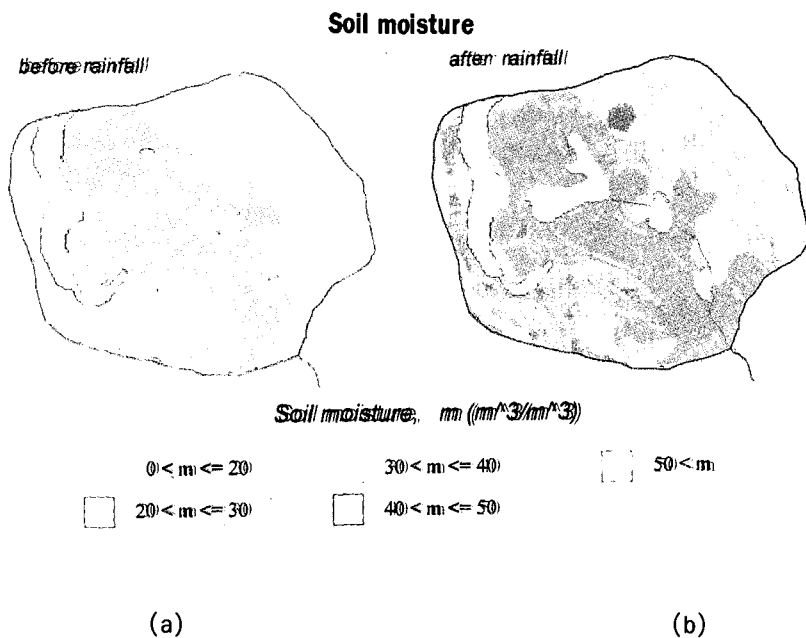 Soil moisture
before rainfall
after rainfall
Soil moisture, m (m^3/m^3)
0 < m <= 20
30 < m <= 40
50 < m
20 < m <= 30
40 < m <= 50
(a)
(b)